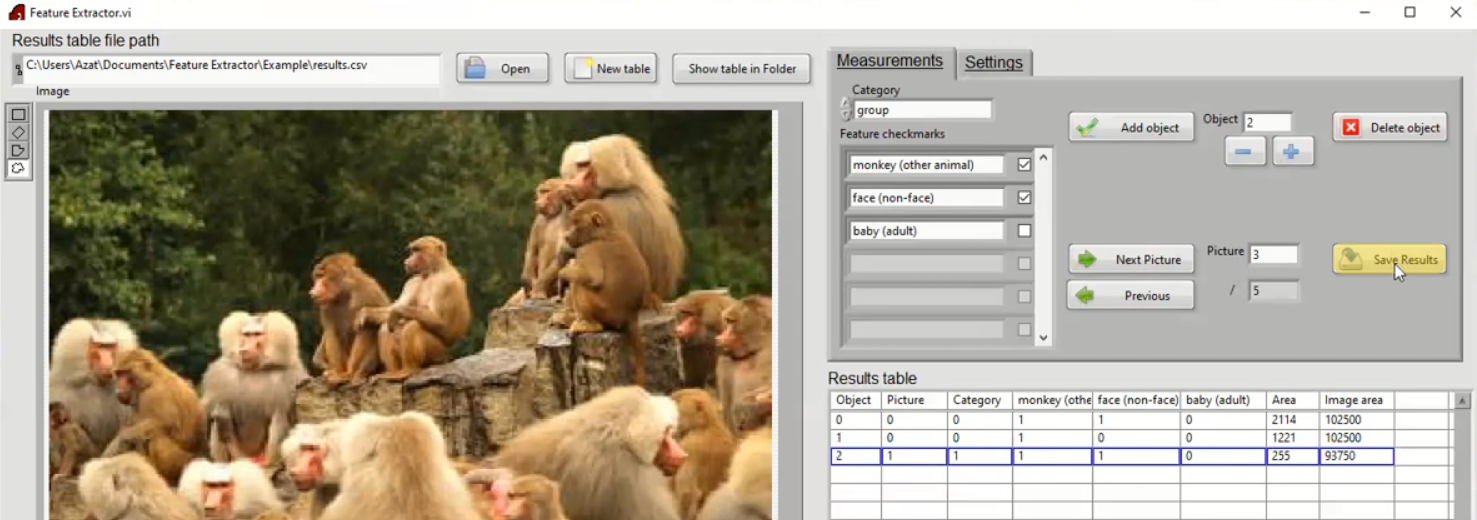 Feature Extractor.vi
Results table file path
C:\Users\Azat\Documents\Feature Extractor\Example\results.csv
Open
New table
Show table in Folder
Image
Measurements
Settings
Category
group
Feature checkmarks
monkey (other animal)
face (non-face)
baby (adult)
Add object
Object 2
Delete object
Next Picture
Picture 3
Save Results
Previous
/ 5
Results table
Object Picture Category monkey (othe face (non-face) baby (adult) Area Image area
0 0 0 1 1 0 2114 102500
1 0 0 1 0 0 1221 102500
2 1 1 1 1 0 255 93750